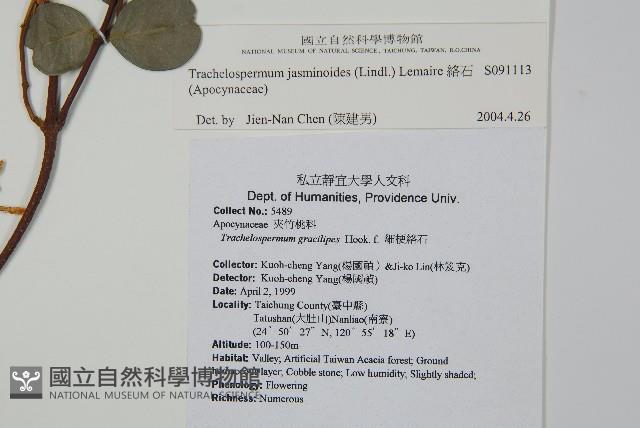 國立自然科學博物館
NATIONAL MUSEUM OF NATURAL SCIENCE, TAICHUNG, TAIWAN, R.O.CHINA
Trachelospermum jasminoides (Lindl.) Lemaire 絡石 S091113
(Apocynaceae)
Det. by Jien-Nan Chen (陳建男) 2004.4.26
私立靜宜大學人文科
Dept. of Humanities, Providence Univ.
Collect No.: 5489
Apocynaceae 夾竹桃科
Trachelospermum gracilipes Hook. f. 細梗絡石
Collector: Kuoh-cheng Yang(楊國禎) &Ji-ko Lin(林笈克)
Detector: Kuoh-cheng Yang(楊國禎)
Date: April 2, 1999
Locality: Taichung County(臺中縣)
Tatushan(大肚山)Nanliao(南寮)
(24°50'27"N, 120°55'18"E)
Altitude: 100-150m
Habitat: Valley; Artificial Taiwan Acacia forest; Ground
layer, Cobble stone; Low humidity, Slightly shaded;
Phenology: Flowering
Richness: Numerous
國立自然科學博物館
NATIONAL MUSEUM OF NATURAL SCIENCE